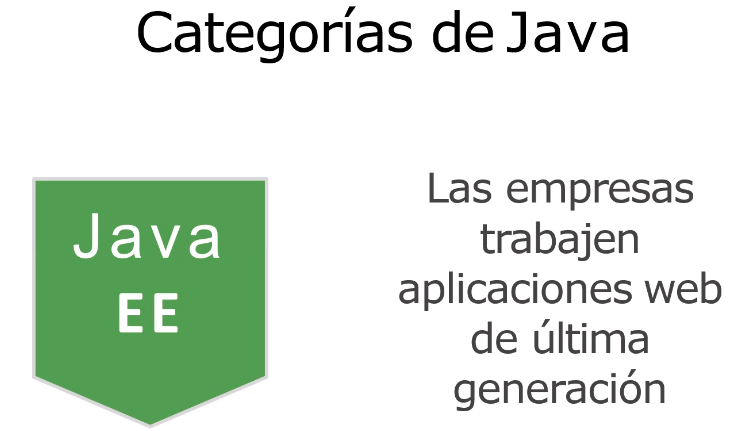 Categorías de Java
Java
EE
Las empresas
trabajen
aplicaciones web
de última
generación